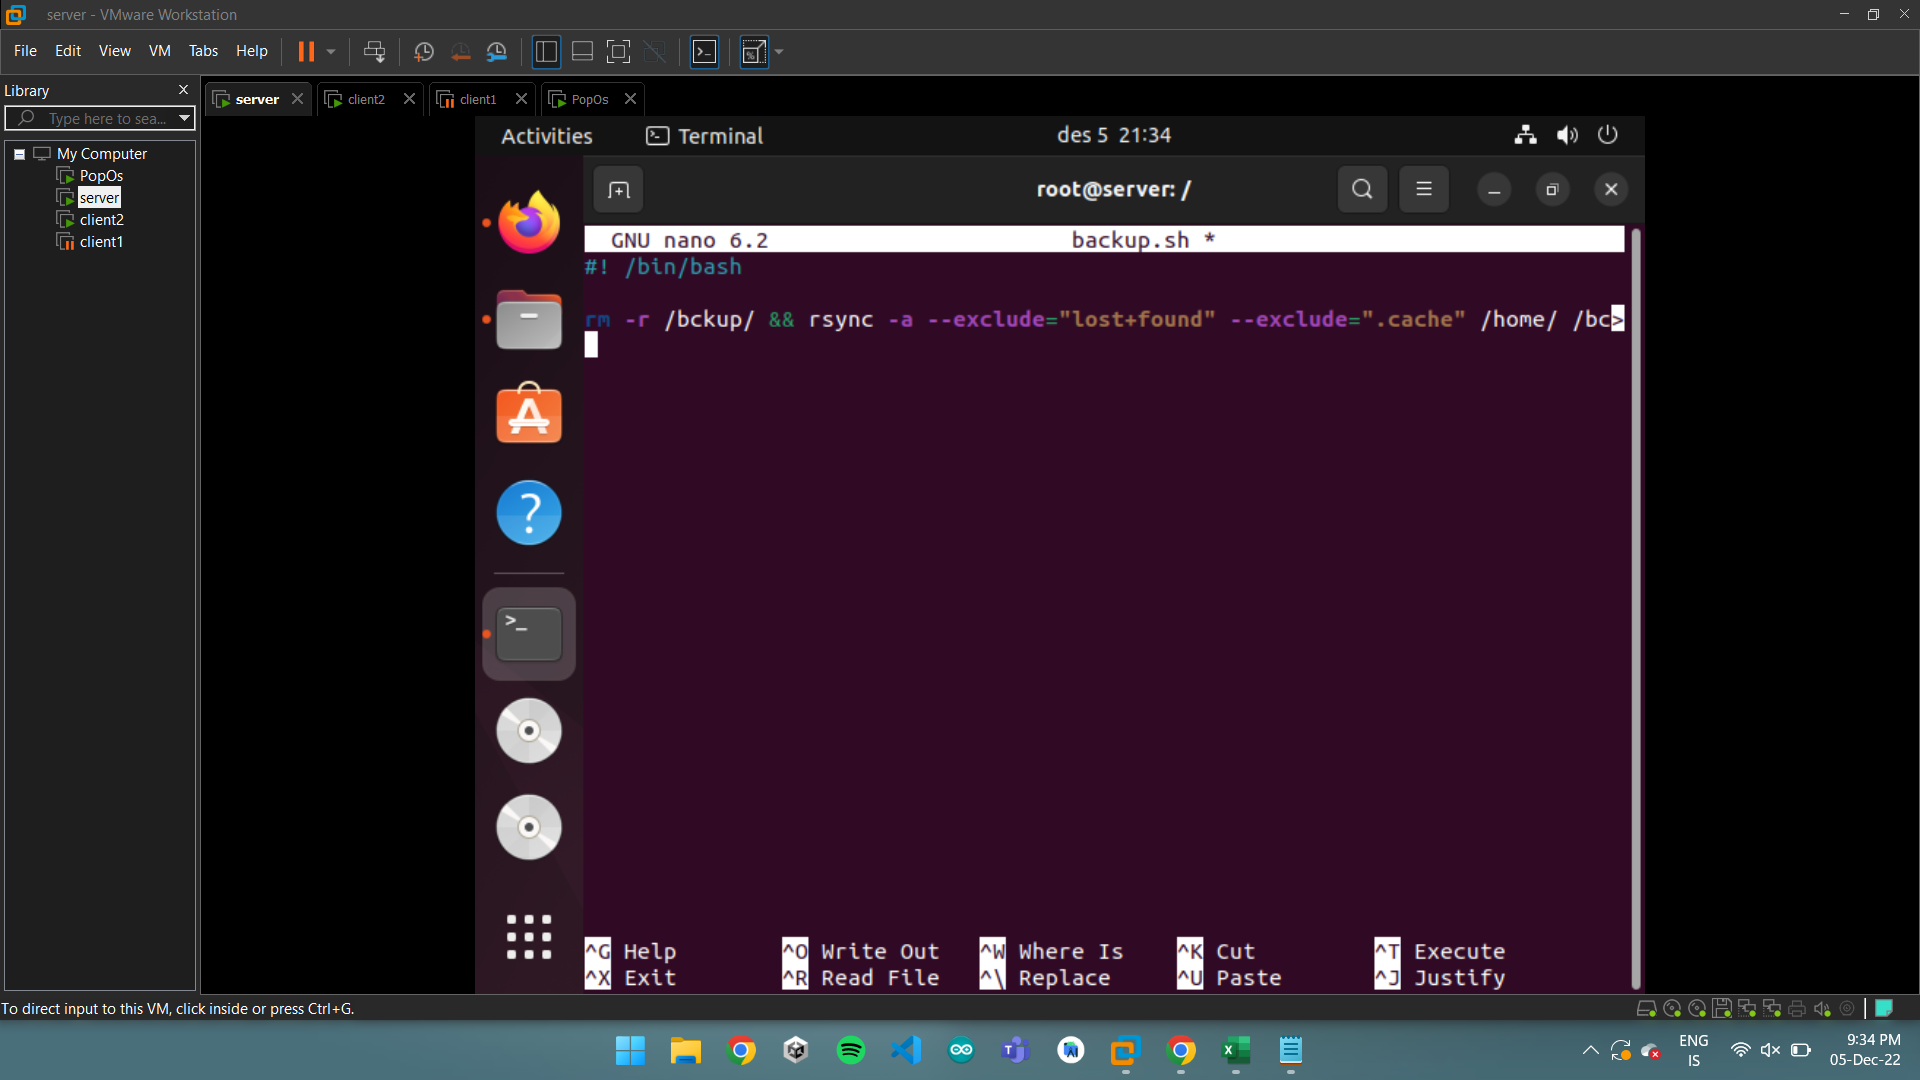 server - VMware Workstation
File Edit View VM Tabs Help
Library
Type here to sea...
server client2 client1 PopOs
My Computer
PopOs
server
client2
client1
Activities Terminal des 5 21:34
root@server: /
GNU nano 6.2 backup.sh *
#! /bin/bash
rm -r /bckup/ && rsync -a --exclude="lost+found" --exclude=".cache" /home/ /bc>
^G Help ^O Write Out ^W Where Is ^K Cut ^T Execute
^X Exit ^R Read File ^\ Replace ^U Paste ^J Justify
To direct input to this VM, click inside or press Ctrl+G.
ENG
IS
9:34 PM
05-Dec-22